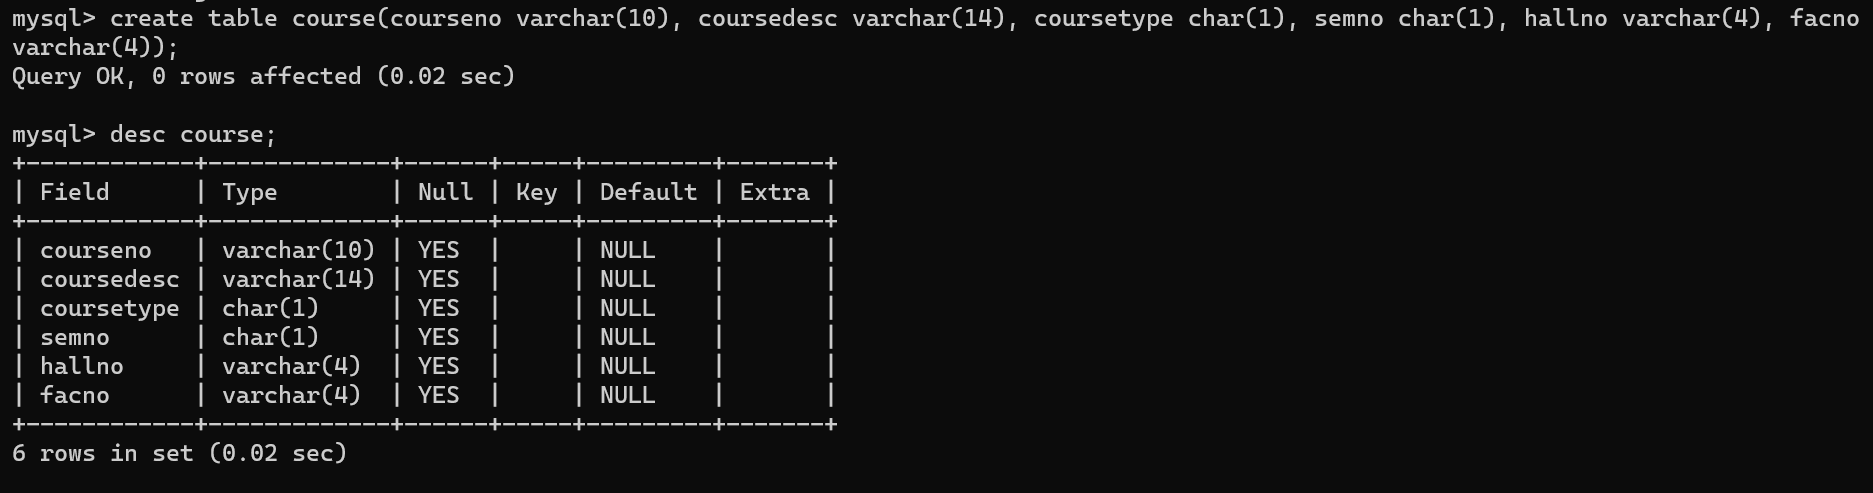 mysql> create table course(courseno varchar(10), coursedesc varchar(14), coursetype char(1), semno char(1), hallno varchar(4), facno
varchar(4));
Query OK, 0 rows affected (0.02 sec)

mysql> desc course;
+------------+-------------+------+-----+---------+-------+
| Field      | Type        | Null | Key | Default | Extra |
+------------+-------------+------+-----+---------+-------+
| courseno   | varchar(10) | YES  |     | NULL    |       |
| coursedesc | varchar(14) | YES  |     | NULL    |       |
| coursetype | char(1)     | YES  |     | NULL    |       |
| semno      | char(1)     | YES  |     | NULL    |       |
| hallno     | varchar(4)  | YES  |     | NULL    |       |
| facno      | varchar(4)  | YES  |     | NULL    |       |
+------------+-------------+------+-----+---------+-------+
6 rows in set (0.02 sec)